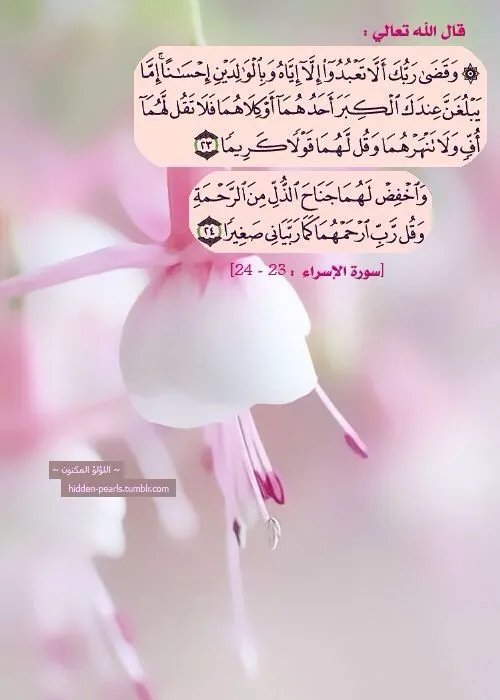 قال الله تعالي :
۞ وَقَضَىٰ رَبُّكَ أَلَّا تَعْبُدُوٓا۟ إِلَّآ إِيَّاهُ وَبِٱلْوَٰلِدَيْنِ إِحْسَـٰنًا ۚ إِمَّا
يَبْلُغَنَّ عِندَكَ ٱلْكِبَرَ أَحَدُهُمَآ أَوْ كِلَاهُمَا فَلَا تَقُل لَّهُمَآ
أُفٍّ وَلَا تَنْهَرْهُمَا وَقُل لَّهُمَا قَوْلًا كَرِيمًا ٢٣
وَٱخْفِضْ لَهُمَا جَنَاحَ ٱلذُّلِّ مِنَ ٱلرَّحْمَةِ
وَقُل رَّبِّ ٱرْحَمْهُمَا كَمَا رَبَّيَانِى صَغِيرًا ٢٤
[سورة الإسراء : 23 - 24]
~ اللؤلؤ المكنون ~
hidden-pearls.tumblr.com